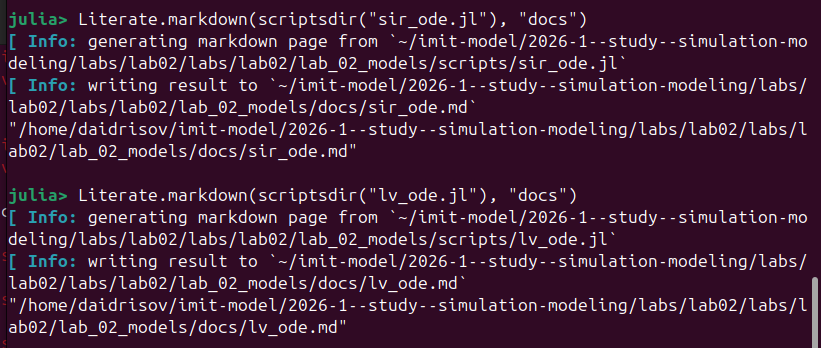 julia> Literate.markdown(scriptsdir("sir_ode.jl"), "docs")
[ Info: generating markdown page from `~/imit-model/2026-1--study--simulation-mo
deling/labs/lab02/labs/lab02/lab_02_models/scripts/sir_ode.jl`
[ Info: writing result to `~/imit-model/2026-1--study--simulation-modeling/labs/
lab02/labs/lab02/lab_02_models/docs/sir_ode.md`
"/home/daidrisov/imit-model/2026-1--study--simulation-modeling/labs/lab02/labs/l
ab02/lab_02_models/docs/sir_ode.md"
julia> Literate.markdown(scriptsdir("lv_ode.jl"), "docs")
[ Info: generating markdown page from `~/imit-model/2026-1--study--simulation-mo
deling/labs/lab02/labs/lab02/lab_02_models/scripts/lv_ode.jl`
[ Info: writing result to `~/imit-model/2026-1--study--simulation-modeling/labs/
lab02/labs/lab02/lab_02_models/docs/lv_ode.md`
"/home/daidrisov/imit-model/2026-1--study--simulation-modeling/labs/lab02/labs/l
ab02/lab_02_models/docs/lv_ode.md"